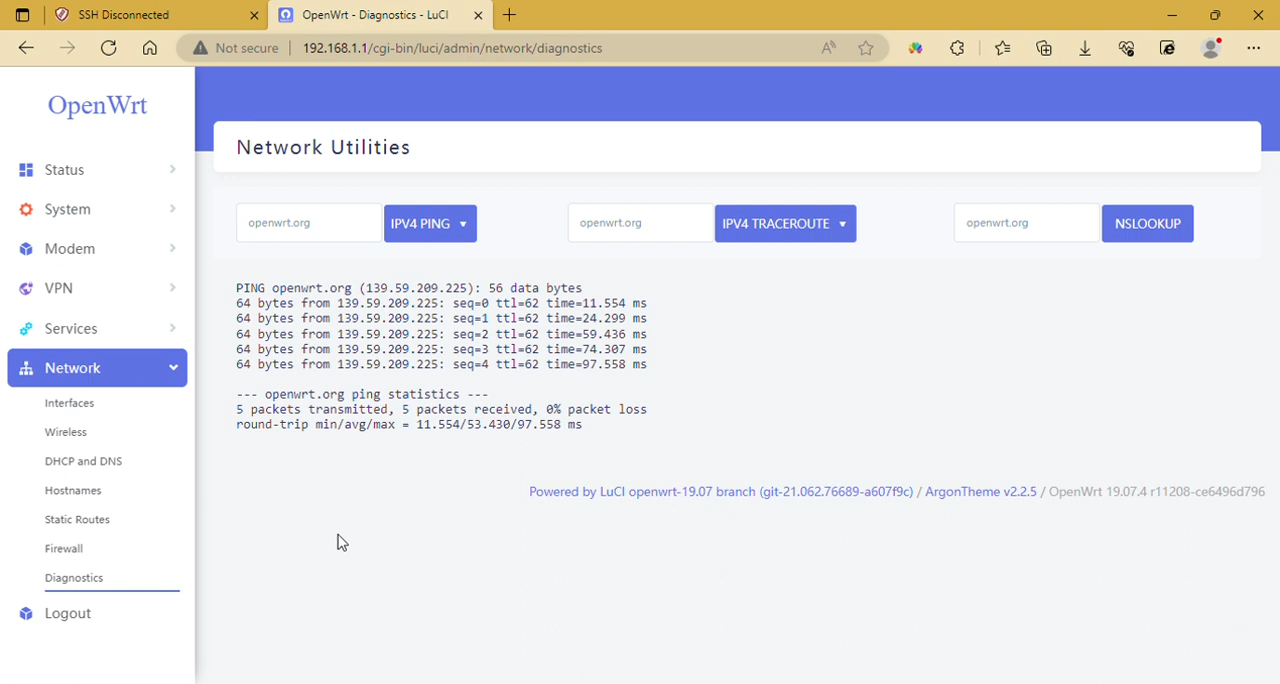 SSH Disconnected
OpenWrt - Diagnostics - LuCI
Not secure
192.168.1.1/cgi-bin/luci/admin/network/diagnostics
OpenWrt
Status
System
Modem
VPN
Services
Network
Interfaces
Wireless
DHCP and DNS
Hostnames
Static Routes
Firewall
Diagnostics
Logout
Network Utilities
openwrt.org IPV4 PING openwrt.org IPV4 TRACEROUTE openwrt.org NSLOOKUP
PING openwrt.org (139.59.209.225): 56 data bytes
64 bytes from 139.59.209.225: seq=0 ttl=62 time=11.554 ms
64 bytes from 139.59.209.225: seq=1 ttl=62 time=24.299 ms
64 bytes from 139.59.209.225: seq=2 ttl=62 time=59.436 ms
64 bytes from 139.59.209.225: seq=3 ttl=62 time=74.307 ms
64 bytes from 139.59.209.225: seq=4 ttl=62 time=97.558 ms
--- openwrt.org ping statistics ---
5 packets transmitted, 5 packets received, 0% packet loss
round-trip min/avg/max = 11.554/53.430/97.558 ms
Powered by LuCI openwrt-19.07 branch (git-21.062.76689-a607f9c) / ArgonTheme v2.2.5 / OpenWrt 19.07.4 r11208-ce6496d796